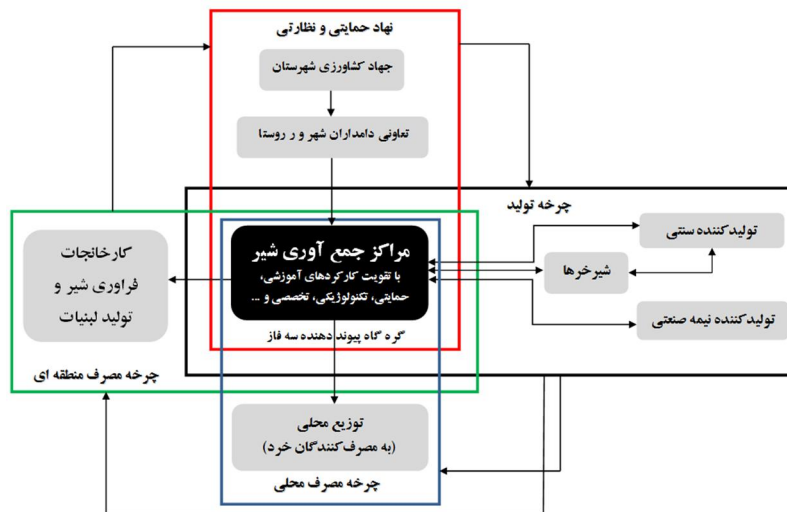 نهاد حمایتی و نظارتی
جهاد کشاورزی شهرستان
تعاونی دامداران شهر و ر روستا
چرخه تولید
مراکز جمع آوری شیر
با تقویت کارکردهای آموزشی،
حمایتی، تکنولوژیکی، تخصصی و ...
گره گاه پیوند دهنده سه فاز
تولیدکننده سنتی
شیرخرها
تولیدکننده نیمه صنعتی
کارخانجات
فراوری شیر و
تولید لبنیات
چرخه مصرف منطقه ای
توزیع محلی
(به مصرف‌کنندگان خرد)
چرخه مصرف محلی